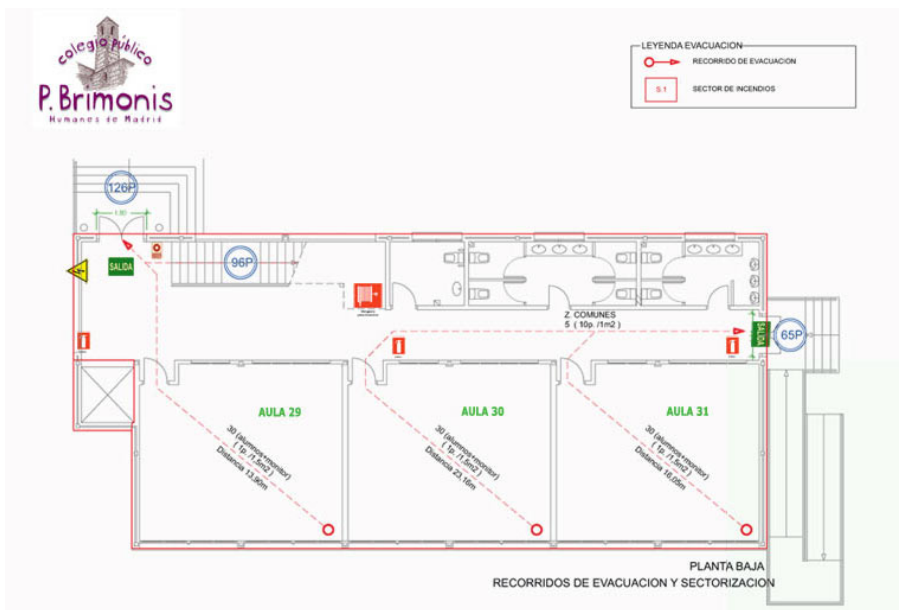 colegio público
P.Brimonis
Humanes de Madrid
LEYENDA EVACUACION
RECORRIDO DE EVACUACION
S.1
SECTOR DE INCENDIOS
126P
1.80
SALIDA
96P
Z. COMUNES
5 ( 10p. /1m2 )
SALIDA
65P
AULA 29
30 (alumnos+monitor)
( 1p. /1,5m2 )
Distancia 13,90m
AULA 30
30 (alumnos+monitor)
( 1p. /1,5m2 )
Distancia 23,16m
AULA 31
30 (alumnos+monitor)
( 1p. /1,5m2 )
Distancia 16,05m
PLANTA BAJA
RECORRIDOS DE EVACUACION Y SECTORIZACION